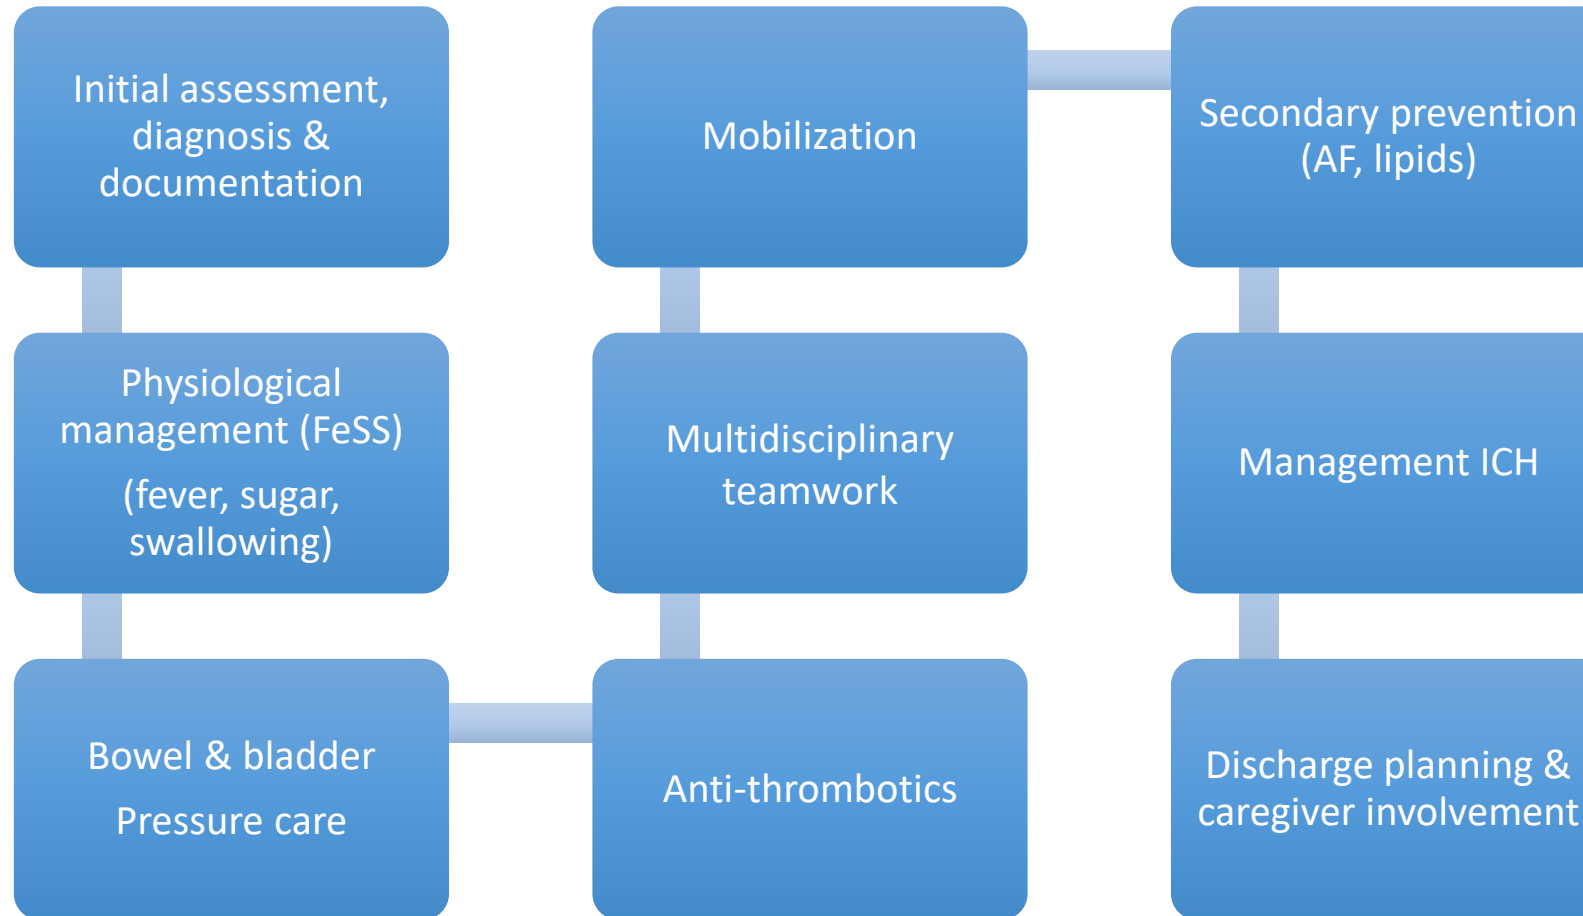 Initial assessment,
diagnosis &
documentation
Physiological
management (FeSS)
(fever, sugar,
swallowing)
Bowel & bladder
Pressure care
Anti-thrombotics
Multidisciplinary
teamwork
Mobilization
Secondary prevention
(AF, lipids)
Management ICH
Discharge planning &
caregiver involvement